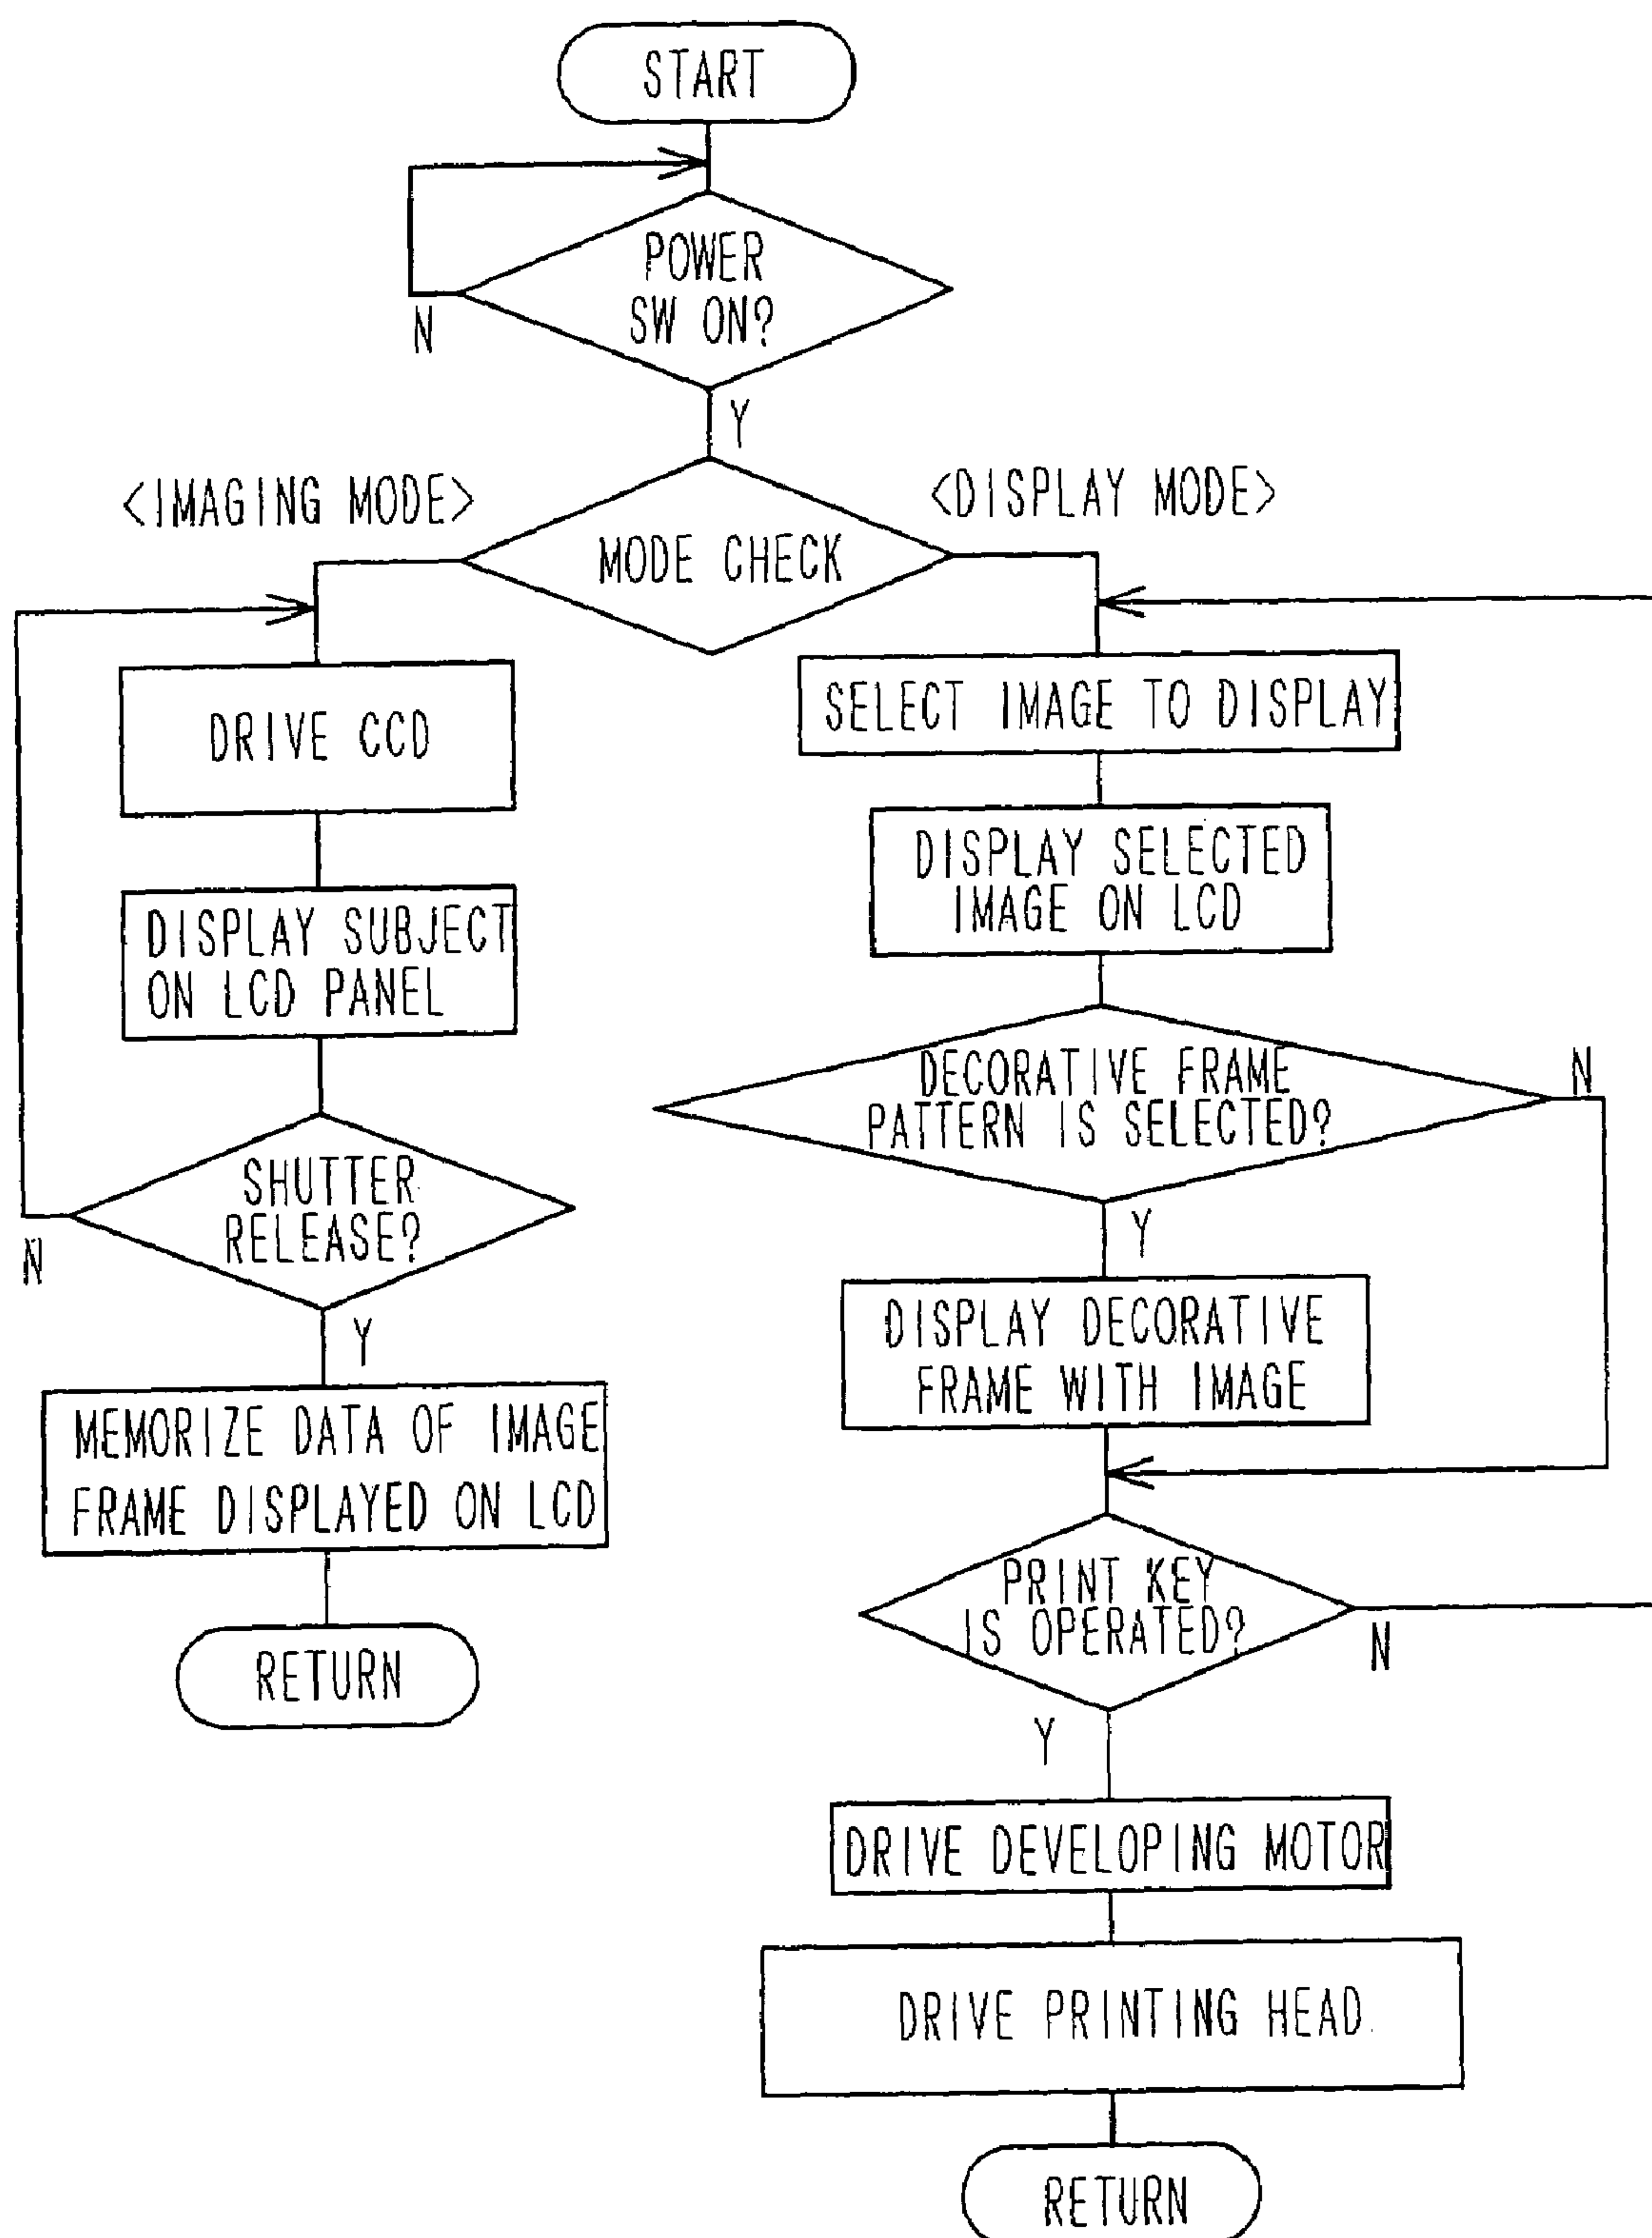 START
POWER
SW ON?
N
Y
<IMAGING MODE>
<DISPLAY MODE>
MODE CHECK
DRIVE CCD
DISPLAY SUBJECT
ON LCD PANEL
SHUTTER
RELEASE?
N
Y
MEMORIZE DATA OF IMAGE
FRAME DISPLAYED ON LCD
RETURN
SELECT IMAGE TO DISPLAY
DISPLAY SELECTED
IMAGE ON LCD
DECORATIVE FRAME
PATTERN IS SELECTED?
N
Y
DISPLAY DECORATIVE
FRAME WITH IMAGE
PRINT KEY
IS OPERATED?
N
Y
DRIVE DEVELOPING MOTOR
DRIVE PRINTING HEAD
RETURN